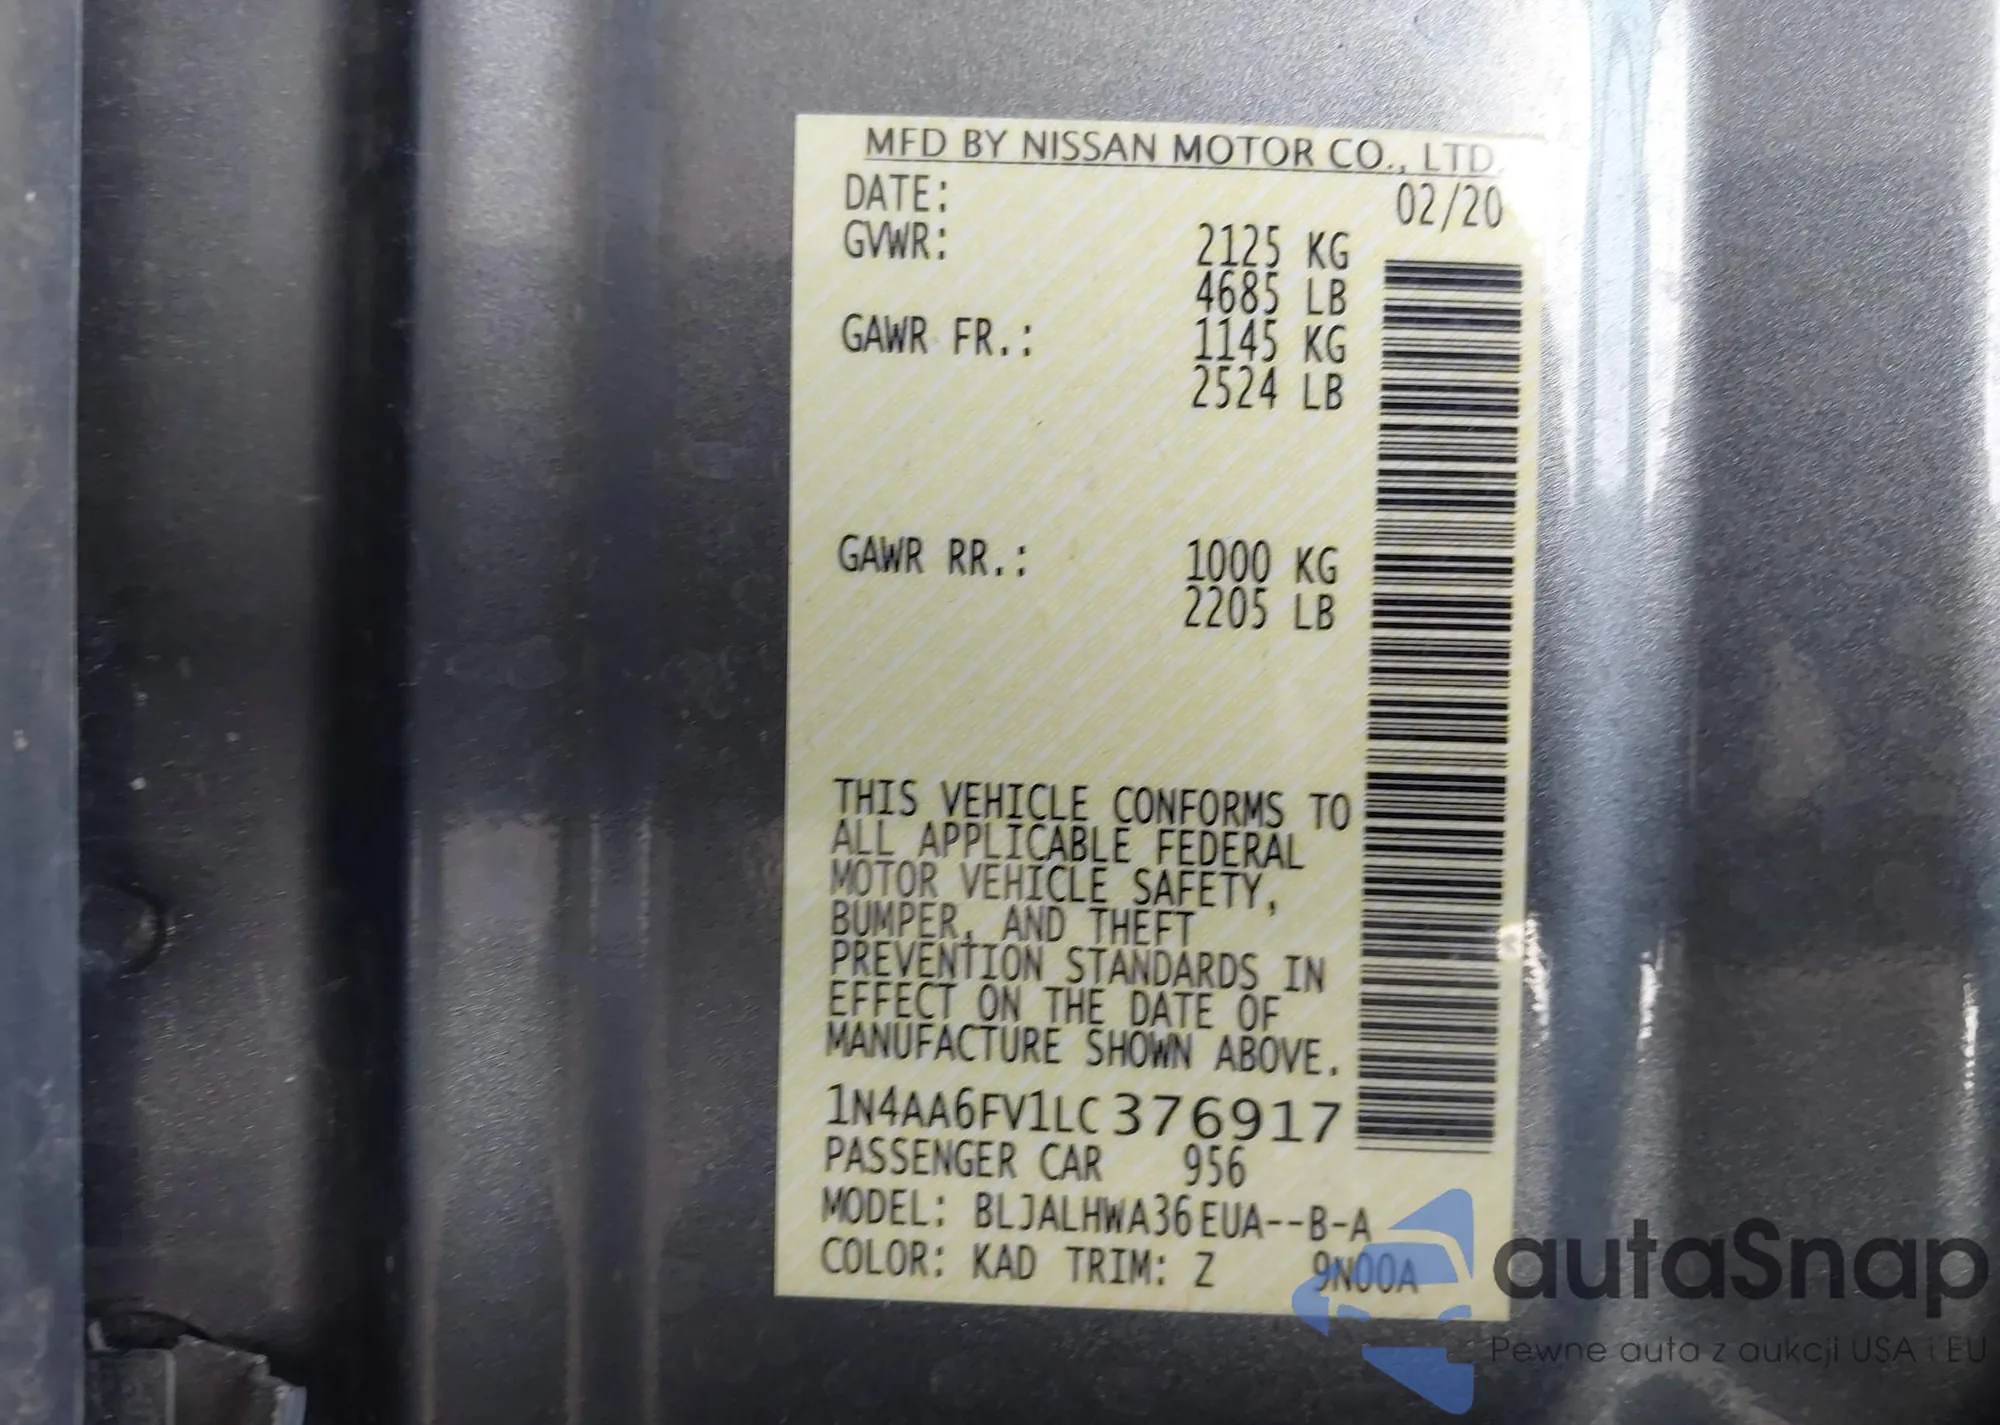 MFD BY NISSAN MOTOR CO., LTD.
DATE: 02/20
GVWR: 2125 KG
4685 LB
GAWR FR.: 1145 KG
2524 LB
GAWR RR.: 1000 KG
2205 LB
THIS VEHICLE CONFORMS TO
ALL APPLICABLE FEDERAL
MOTOR VEHICLE SAFETY,
BUMPER, AND THEFT
PREVENTION STANDARDS IN
EFFECT ON THE DATE OF
MANUFACTURE SHOWN ABOVE.
1N4AA6FV1LC376917
PASSENGER CAR 956
MODEL: BLJALHWA36EUA--B-A
COLOR: KAD TRIM: Z 9N00A
autaSnap
Pewne auta z aukcji USA i EU